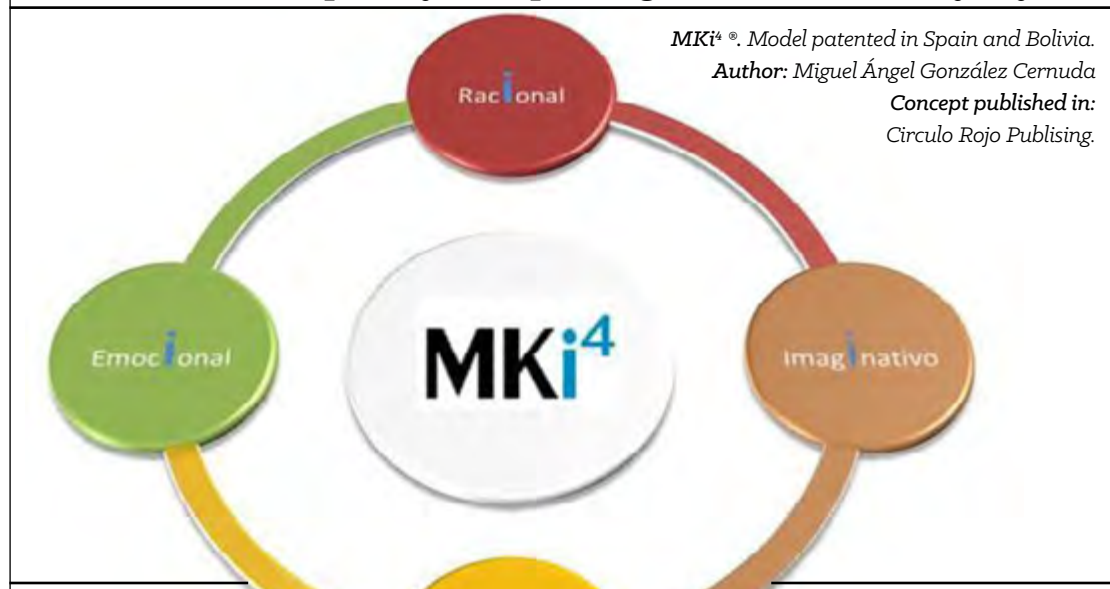 MKi⁴ ®. Model patented in Spain and Bolivia.
Author: Miguel Ángel González Cernuda
Concept published in:
Circulo Rojo Publising.
Racional
Emocional
MKi⁴
Imaginativo